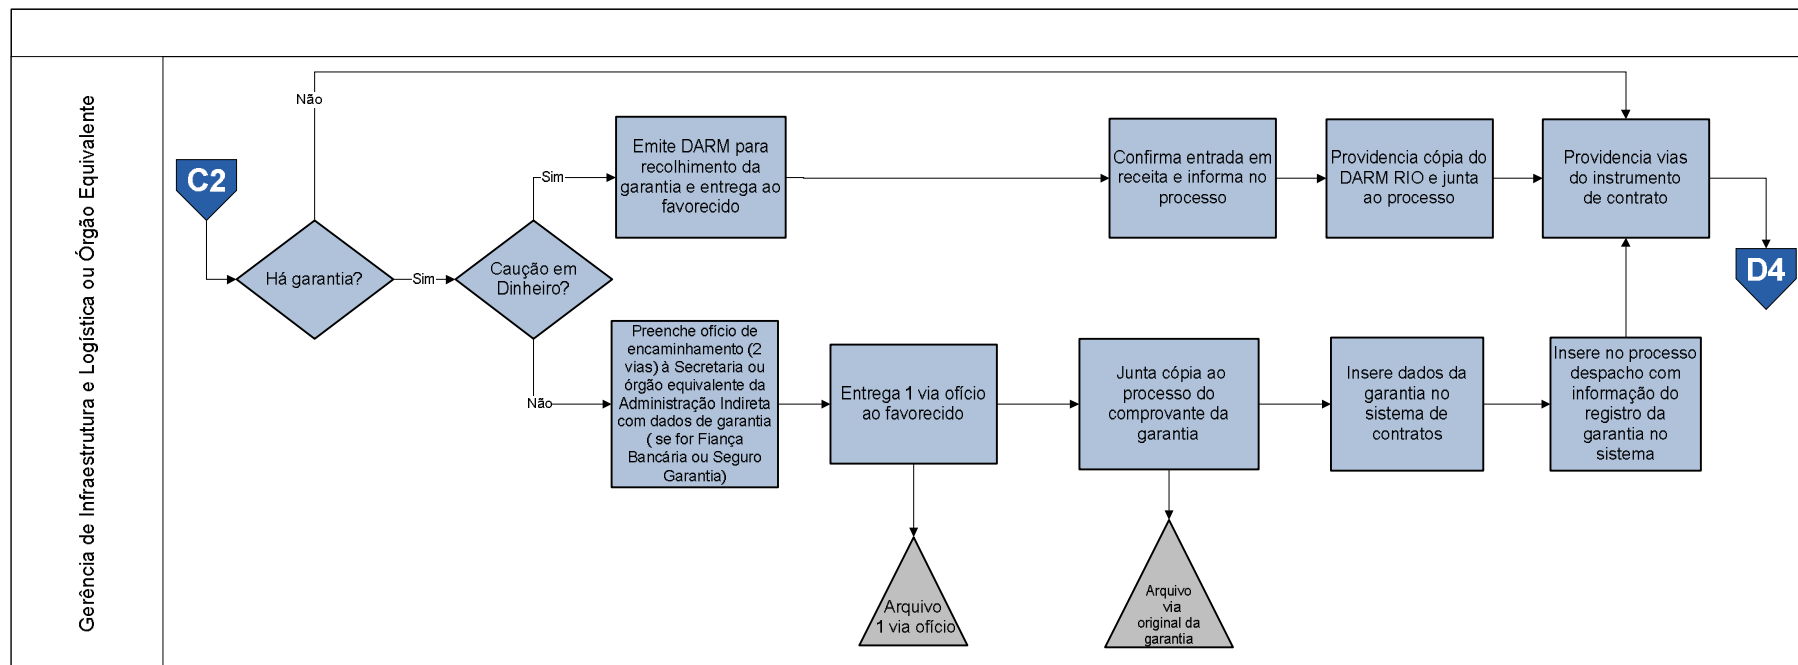 Gerência de Infraestrutura e Logística ou Órgão Equivalente
C2
Há garantia?
Não
Sim
Caução em
Dinheiro?
Sim
Emite DARM para
recolhimento da
garantia e entrega ao
favorecido
Confirma entrada em
receita e informa no
processo
Providencia cópia do
DARM RIO e junta
ao processo
Providencia vias
do instrumento
de contrato
D4
Não
Preenche ofício de
encaminhamento (2
vias) à Secretaria ou
órgão equivalente da
Administração Indireta
com dados de garantia
( se for Fiança
Bancária ou Seguro
Garantia)
Entrega 1 via ofício
ao favorecido
Arquivo
1 via ofício
Junta cópia ao
processo do
comprovante da
garantia
Arquivo
via
original da
garantia
Insere dados da
garantia no
sistema de
contratos
Insere no processo
despacho com
informação do
registro da
garantia no
sistema